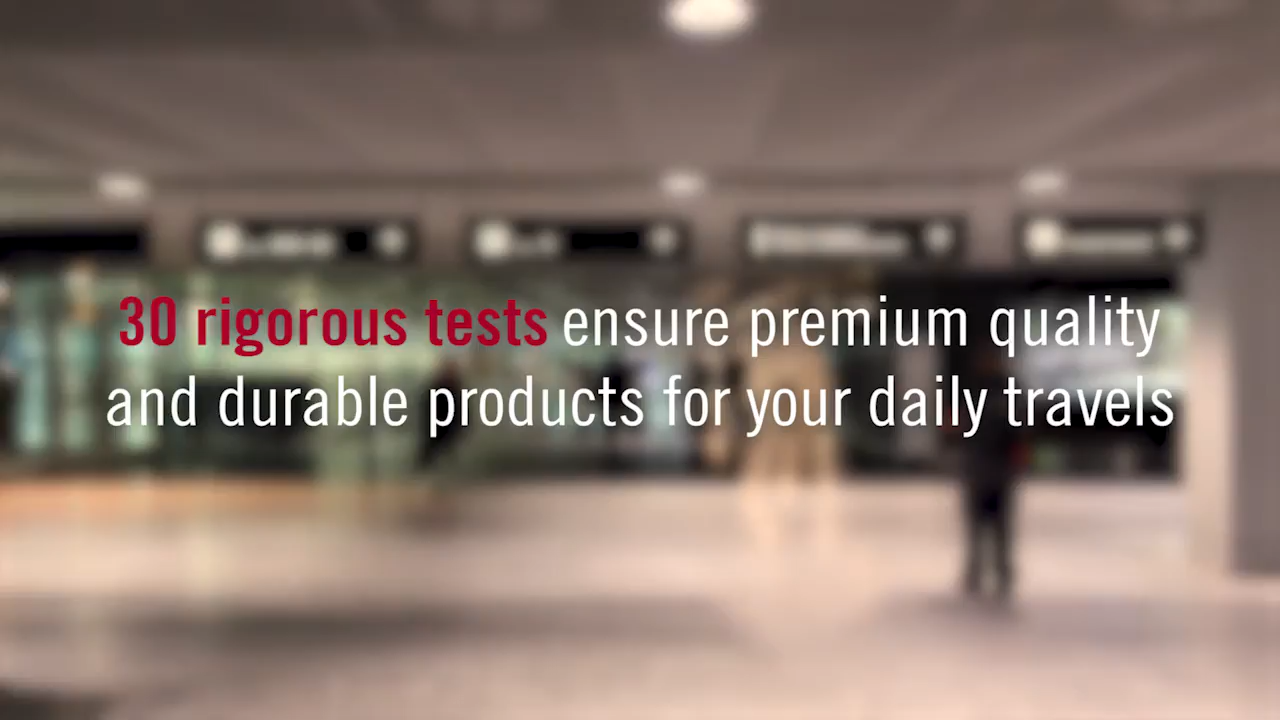 30 rigorous tests ensure premium quality
and durable products for your daily travels